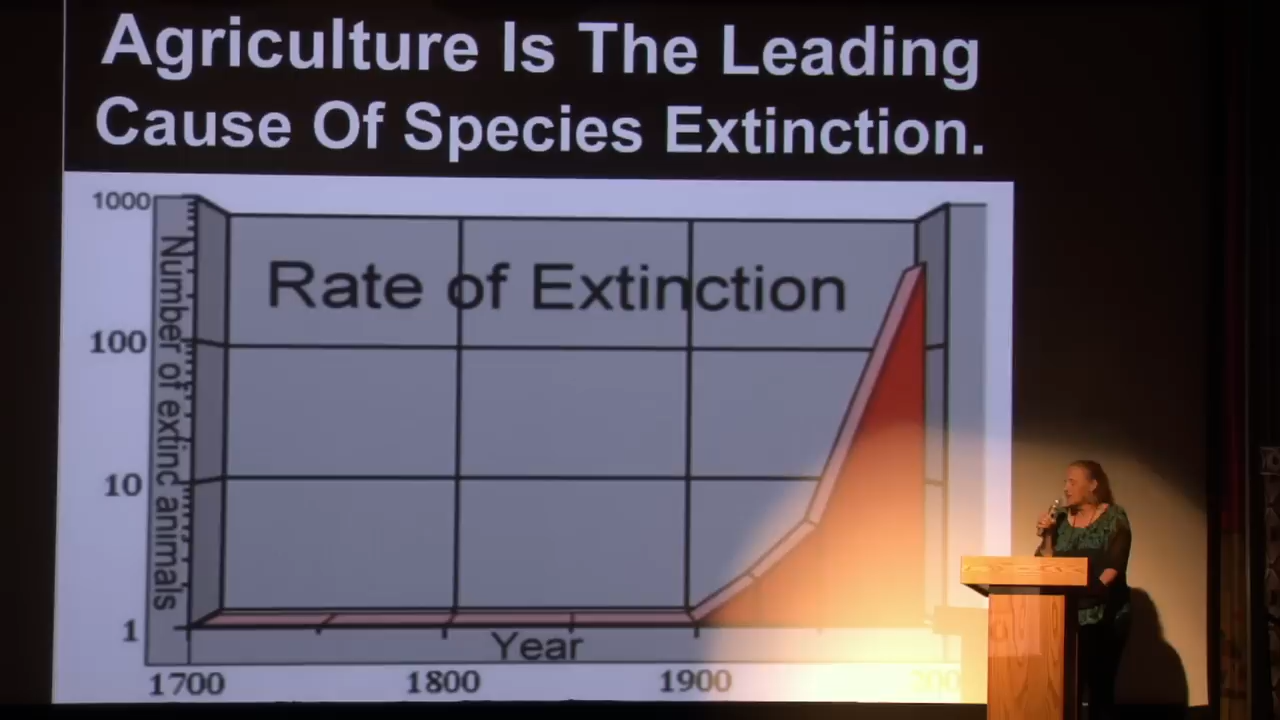 Agriculture Is The Leading
Cause Of Species Extinction.
Rate of Extinction
Number of extinc animals
1000
100
10
1
Year
1700
1800
1900